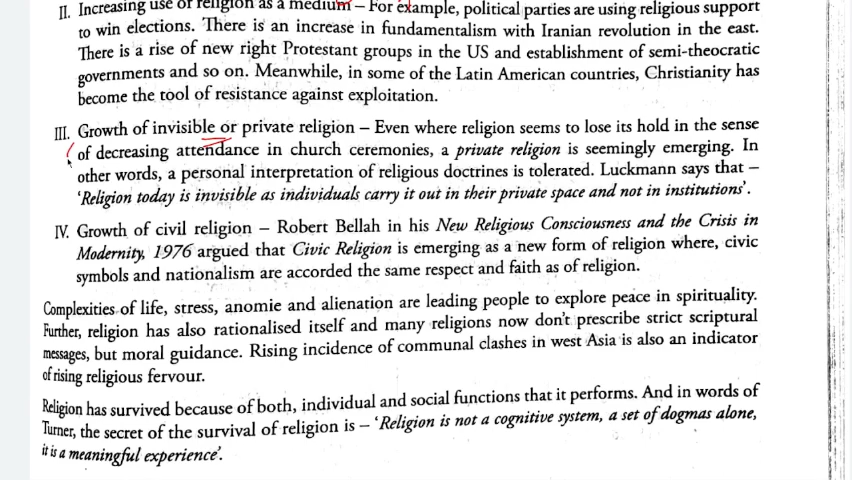 II. Increasing use of religion as a medium – For example, political parties are using religious support
to win elections. There is an increase in fundamentalism with Iranian revolution in the east.
There is a rise of new right Protestant groups in the US and establishment of semi-theocratic
governments and so on. Meanwhile, in some of the Latin American countries, Christianity has
become the tool of resistance against exploitation.
III. Growth of invisible or private religion – Even where religion seems to lose its hold in the sense
of decreasing attendance in church ceremonies, a private religion is seemingly emerging. In
other words, a personal interpretation of religious doctrines is tolerated. Luckmann says that –
'Religion today is invisible as individuals carry it out in their private space and not in institutions'.
IV. Growth of civil religion – Robert Bellah in his New Religious Consciousness and the Crisis in
Modernity, 1976 argued that Civic Religion is emerging as a new form of religion where, civic
symbols and nationalism are accorded the same respect and faith as of religion.
Complexities of life, stress, anomie and alienation are leading people to explore peace in spirituality.
Further, religion has also rationalised itself and many religions now don't prescribe strict scriptural
messages, but moral guidance. Rising incidence of communal clashes in west Asia is also an indicator
of rising religious fervour.
Religion has survived because of both, individual and social functions that it performs. And in words of
Turner, the secret of the survival of religion is – 'Religion is not a cognitive system, a set of dogmas alone,
it is a meaningful experience'.